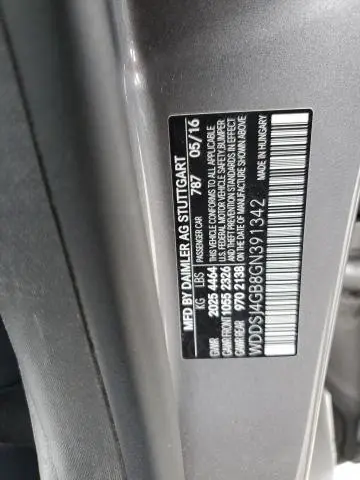 MFD BY DAIMLER AG STUTTGART
PASSENGER CAR 787 05/16
KG LBS THIS VEHICLE CONFORMS TO ALL APPLICABLE
GVWR 2025 4464 U.S. FEDERAL MOTOR VEHICLE SAFETY, BUMPER
GAWR FRONT 1055 2326 AND THEFT PREVENTION STANDARDS IN EFFECT
GAWR REAR 970 2138 ON THE DATE OF MANUFACTURE SHOWN ABOVE
WDDSJ4GB8GN391342 MADE IN HUNGARY